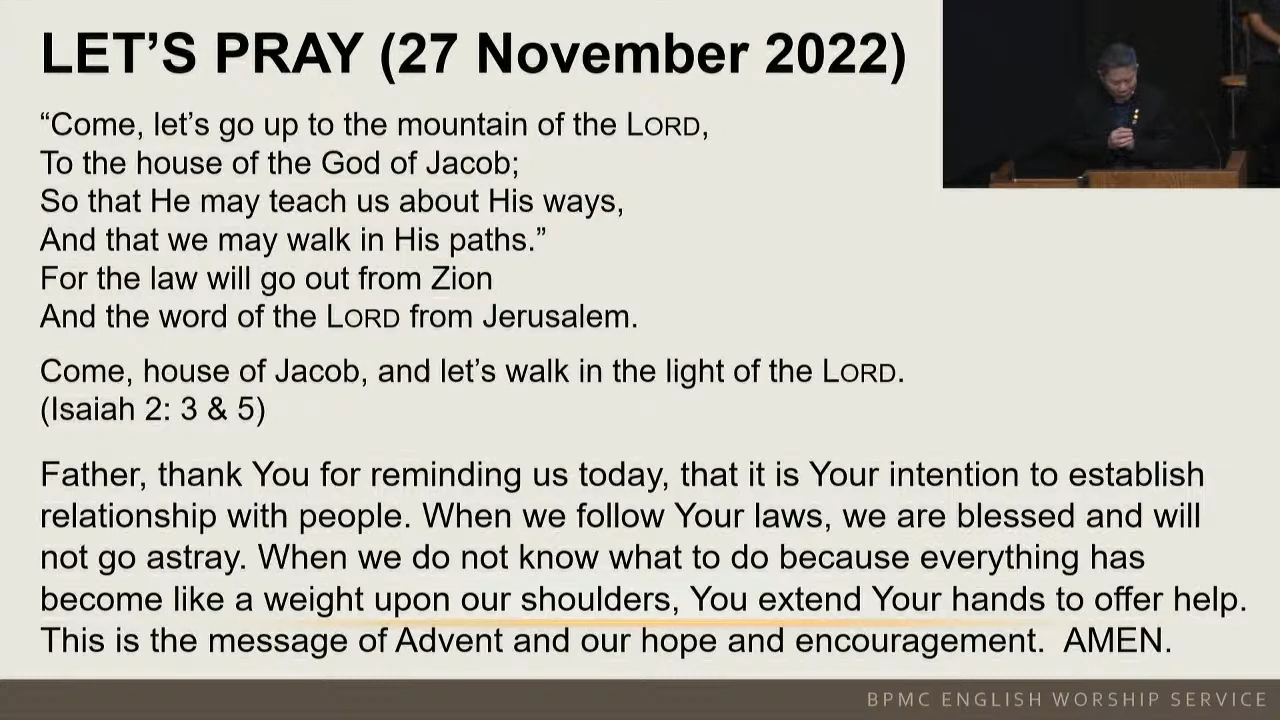 LET’S PRAY (27 November 2022)
“Come, let’s go up to the mountain of the LORD,
To the house of the God of Jacob;
So that He may teach us about His ways,
And that we may walk in His paths.”
For the law will go out from Zion
And the word of the LORD from Jerusalem.
Come, house of Jacob, and let’s walk in the light of the LORD.
(Isaiah 2: 3 & 5)
Father, thank You for reminding us today, that it is Your intention to establish
relationship with people. When we follow Your laws, we are blessed and will
not go astray. When we do not know what to do because everything has
become like a weight upon our shoulders, You extend Your hands to offer help.
This is the message of Advent and our hope and encouragement.  AMEN.
BPMC ENGLISH WORSHIP SERVICE